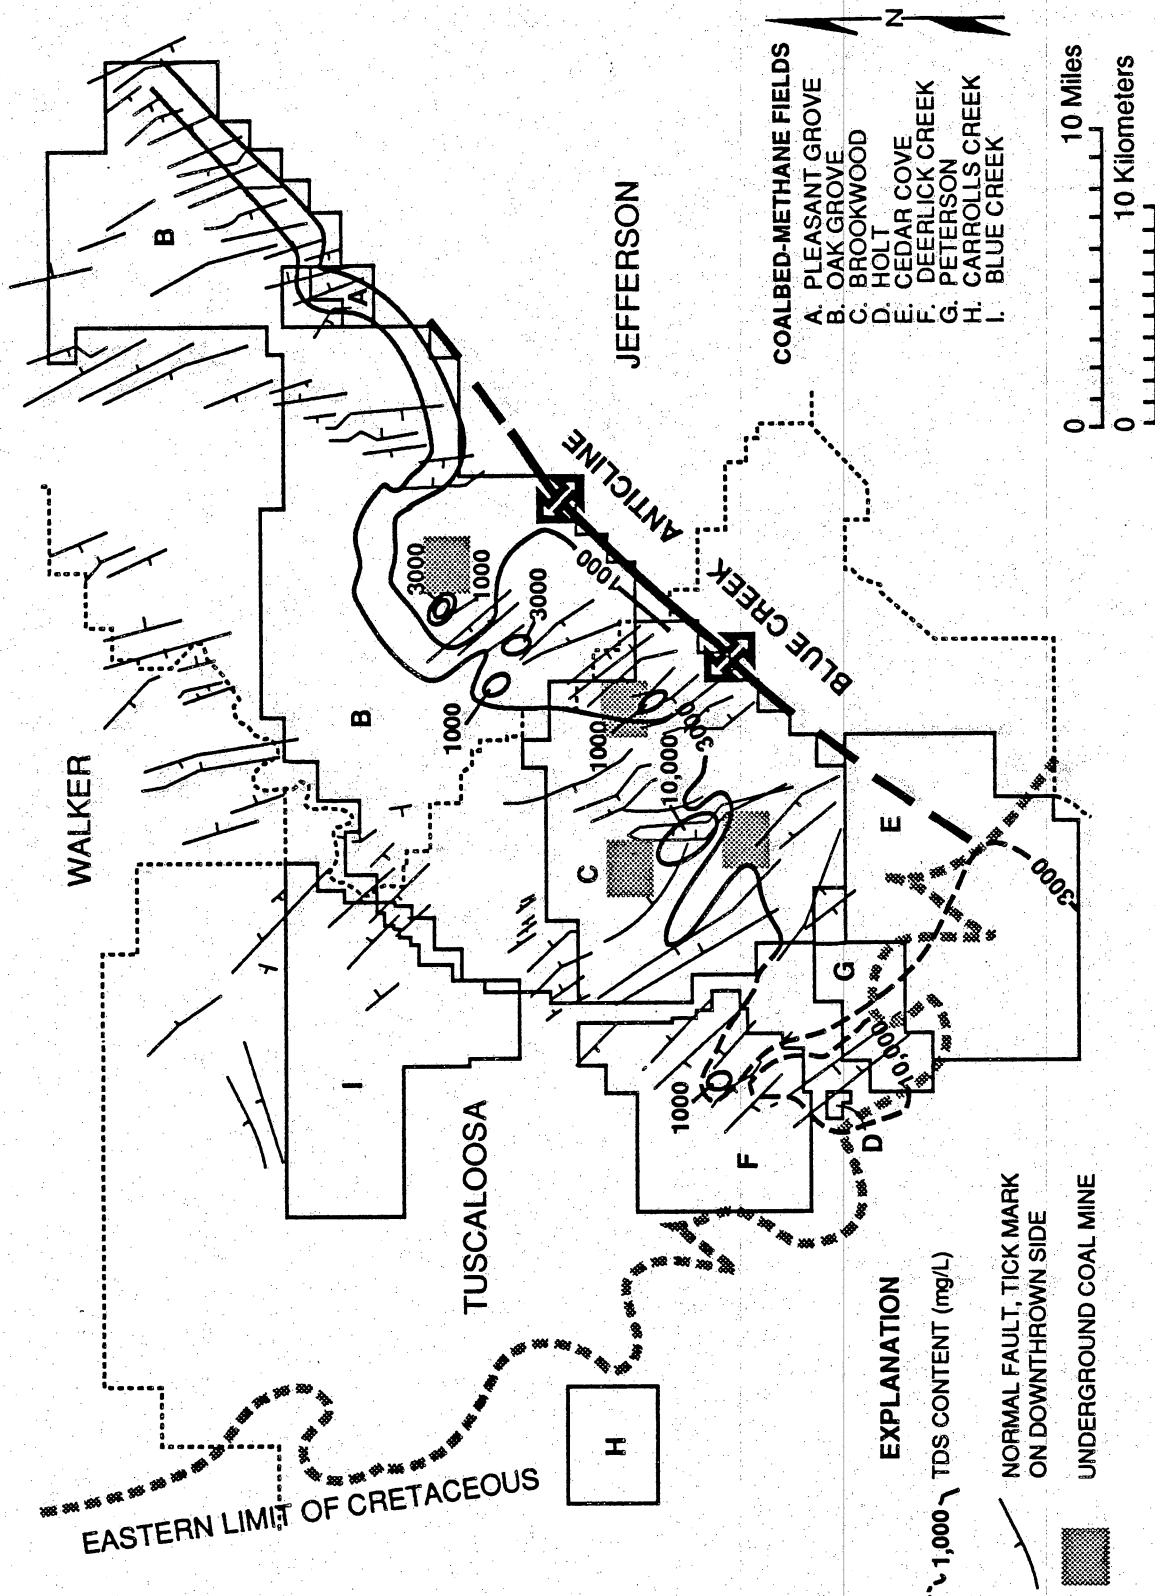 WALKER
JEFFERSON
TUSCALOOSA
B
A
B
I
C
E
F
G
D
H
3000
1000
3000
1000
1000
1000
3000
10,000
1000
10,000
3000
BLUE CREEK
ANTICLINE
EASTERN LIMIT OF CRETACEOUS
N
COALBED-METHANE FIELDS
A. PLEASANT GROVE
B. OAK GROVE
C. BROOKWOOD
D. HOLT
E. CEDAR COVE
F. DEERLICK CREEK
G. PETERSON
H. CARROLLS CREEK
I. BLUE CREEK
0 10 Miles
0 10 Kilometers
EXPLANATION
1,000 TDS CONTENT (mg/L)
NORMAL FAULT, TICK MARK
ON DOWNTHROWN SIDE
UNDERGROUND COAL MINE